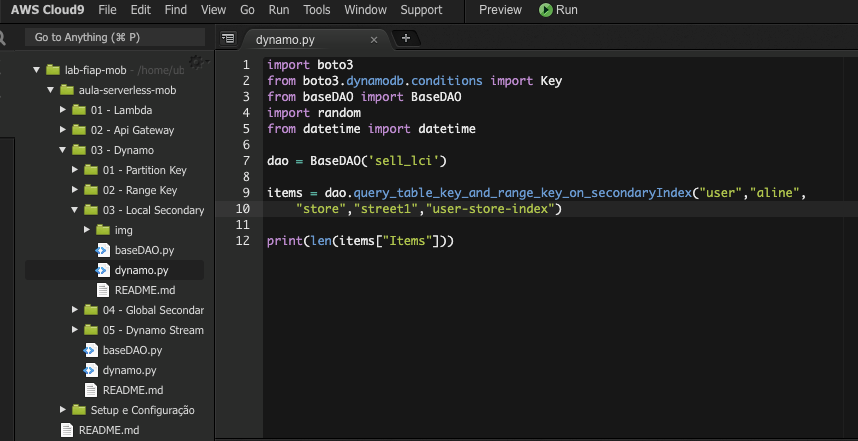 AWS Cloud9 File Edit Find View Go Run Tools Window Support Preview Run
Go to Anything (⌘ P)
dynamo.py
lab-fiap-mob - /home/ub
aula-serverless-mob
01 - Lambda
02 - Api Gateway
03 - Dynamo
01 - Partition Key
02 - Range Key
03 - Local Secondary
img
baseDAO.py
dynamo.py
README.md
04 - Global Secondar
05 - Dynamo Stream
baseDAO.py
dynamo.py
README.md
Setup e Configuração
README.md
1 import boto3
2 from boto3.dynamodb.conditions import Key
3 from baseDAO import BaseDAO
4 import random
5 from datetime import datetime
6
7 dao = BaseDAO('sell_lci')
8
9 items = dao.query_table_key_and_range_key_on_secondaryIndex("user","aline",
10 "store","street1","user-store-index")
11
12 print(len(items["Items"]))